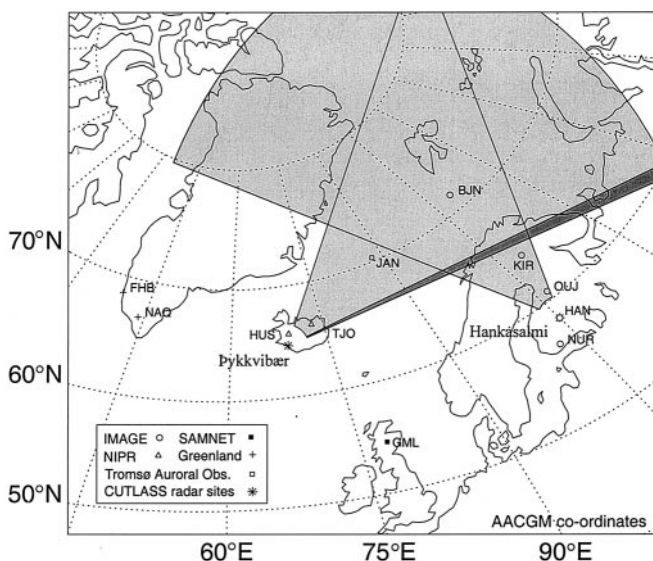 BJN
70°N
JAN
KIR
FHB
OUJ
NAQ
HAN
HUS
TJO
Hankasalmi
NUR
Þykkvibær
60°N
IMAGE SAMNET
GML
NIPR Greenland
Tromsø Auroral Obs.
CUTLASS radar sites
50°N
AACGM co-ordinates
60°E 75°E 90°E